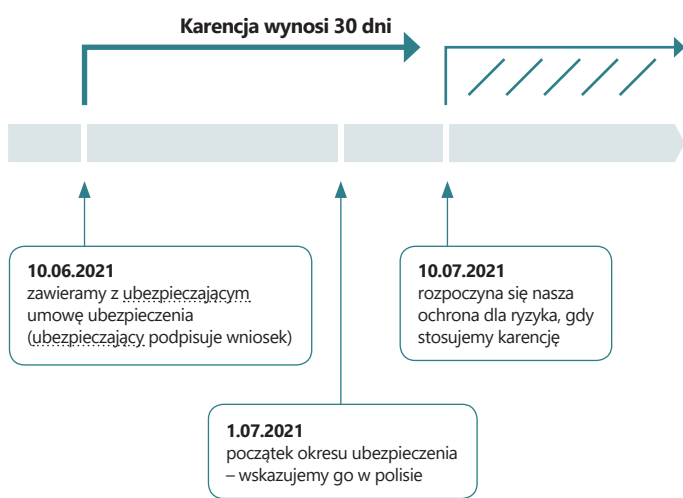 Karencja wynosi 30 dni
10.06.2021
zawieramy z ubezpieczającym
umowę ubezpieczenia
(ubezpieczający podpisuje wniosek)
10.07.2021
rozpoczyna się nasza
ochrona dla ryzyka, gdy
stosujemy karencję
1.07.2021
początek okresu ubezpieczenia
– wskazujemy go w polisie